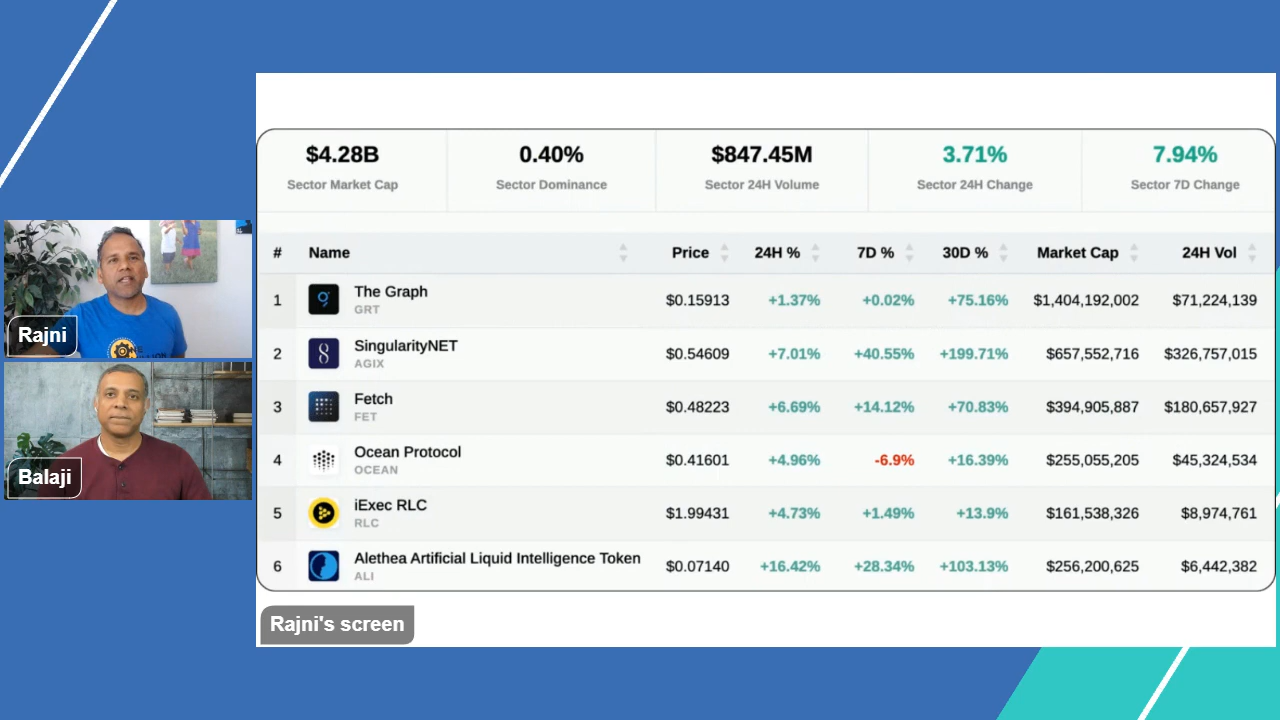 $4.28B 0.40% $847.45M 3.71% 7.94%
Sector Market Cap Sector Dominance Sector 24H Volume Sector 24H Change Sector 7D Change
# Name Price 24H % 7D % 30D % Market Cap 24H Vol
1 The Graph GRT $0.15913 +1.37% +0.02% +75.16% $1,404,192,002 $71,224,139
2 SingularityNET AGIX $0.54609 +7.01% +40.55% +199.71% $657,552,716 $326,757,015
3 Fetch FET $0.48223 +6.69% +14.12% +70.83% $394,905,887 $180,657,927
4 Ocean Protocol OCEAN $0.41601 +4.96% -6.9% +16.39% $255,055,205 $45,324,534
5 iExec RLC RLC $1.99431 +4.73% +1.49% +13.9% $161,538,326 $8,974,761
6 Alethea Artificial Liquid Intelligence Token ALI $0.07140 +16.42% +28.34% +103.13% $256,200,625 $6,442,382
Rajni
Balaji
Rajni's screen